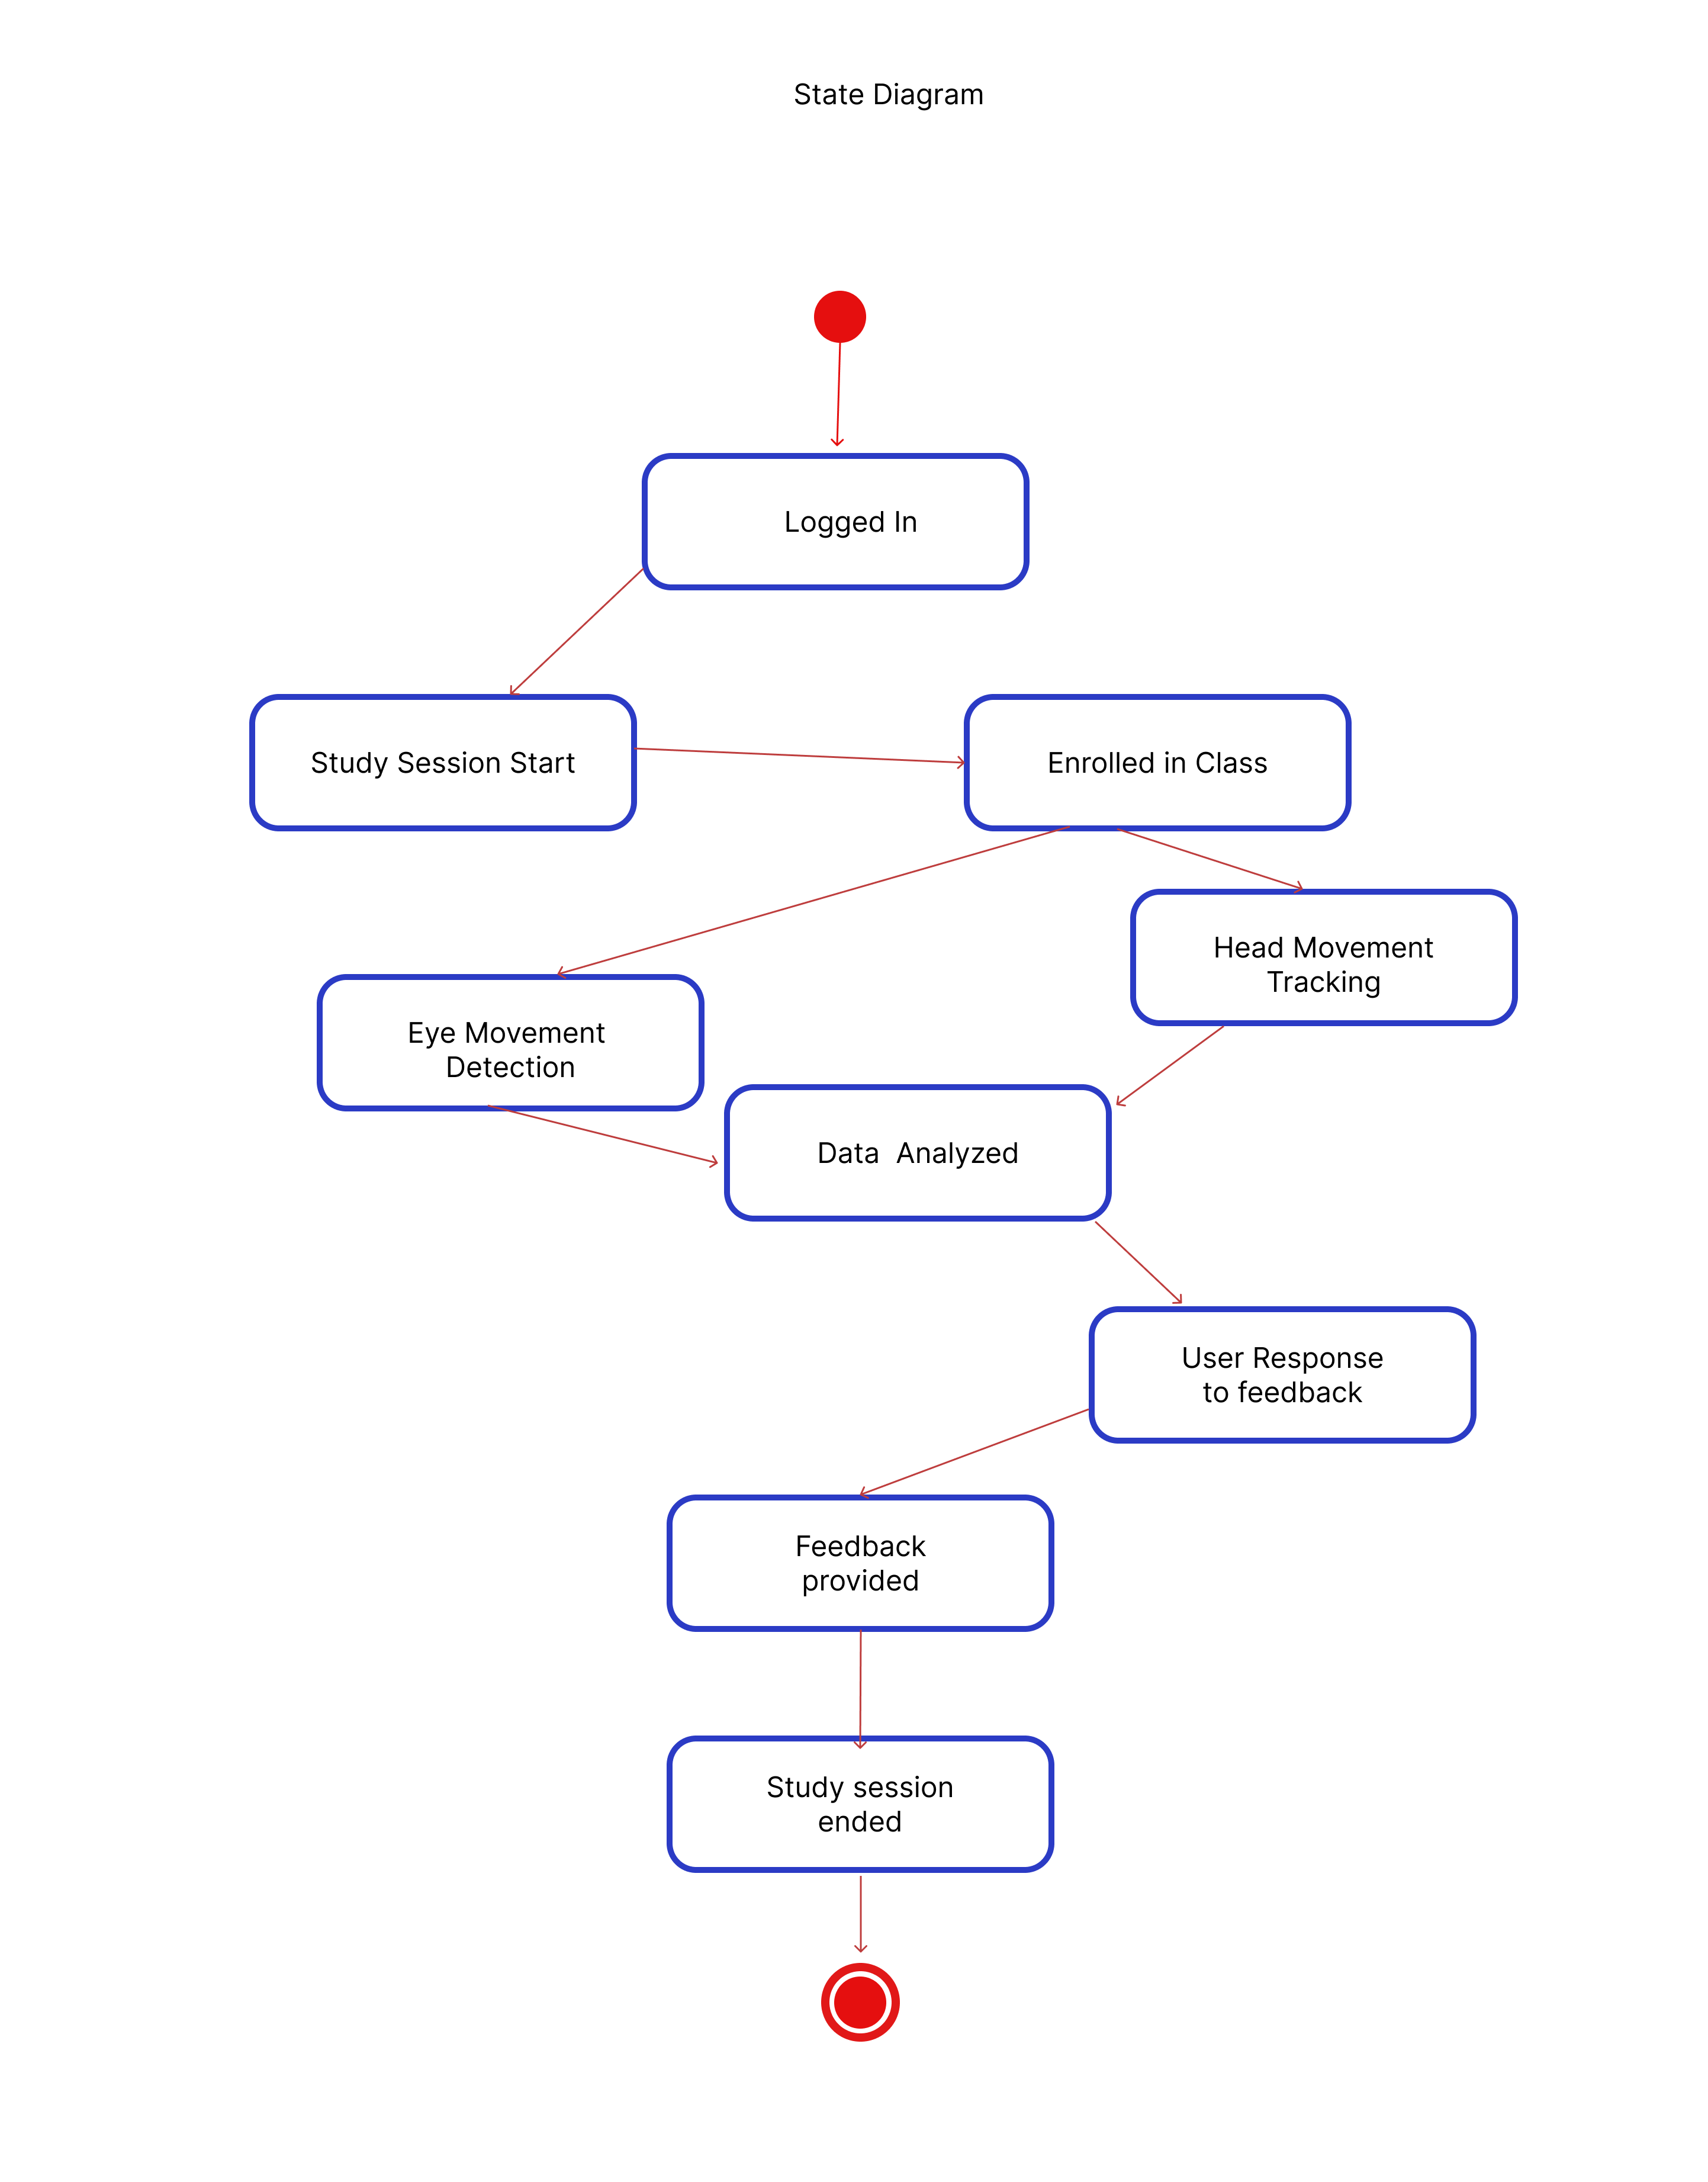 State Diagram
Logged In
Study Session Start
Enrolled in Class
Head Movement
Tracking
Eye Movement
Detection
Data  Analyzed
User Response
to feedback
Feedback
provided
Study session
ended